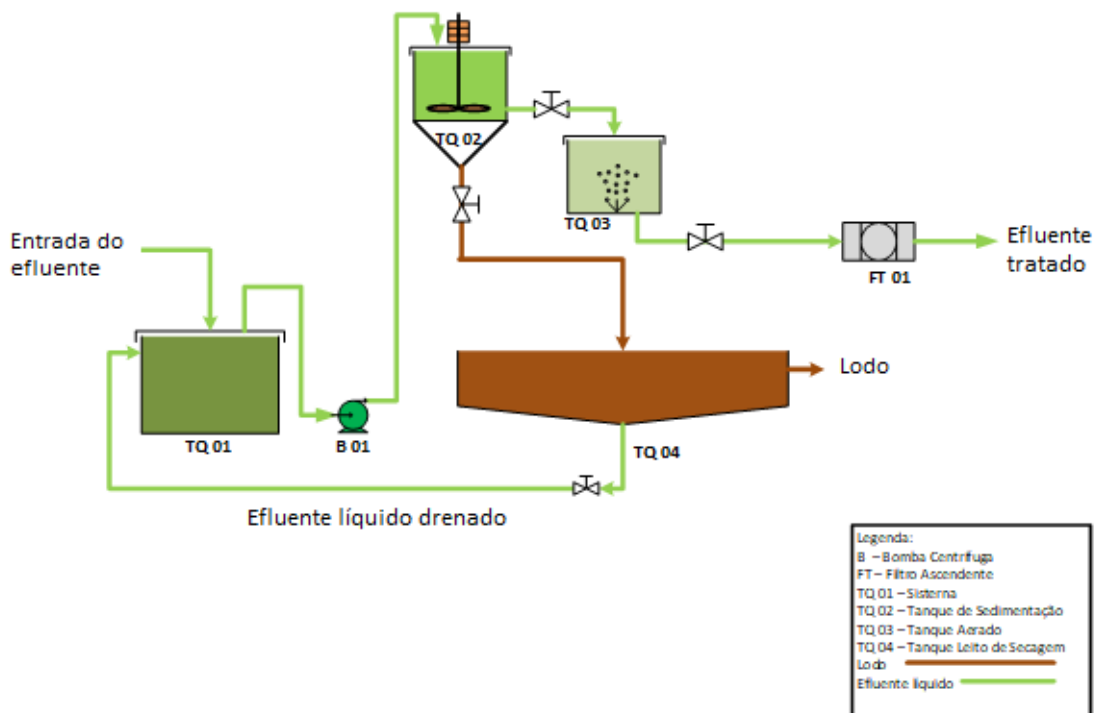 TQ 02
TQ 03
Entrada do
efluente
Efluente
tratado
FT 01
Lodo
TQ 01
B 01
TQ 04
Efluente líquido drenado
Legenda:
B – Bomba Centrífuga
FT – Filtro Ascendente
TQ 01 – Sisterna
TQ 02 – Tanque de Sedimentação
TQ 03 – Tanque Aerado
TQ 04 – Tanque Leito de Secagem
Lodo
Efluente líquido